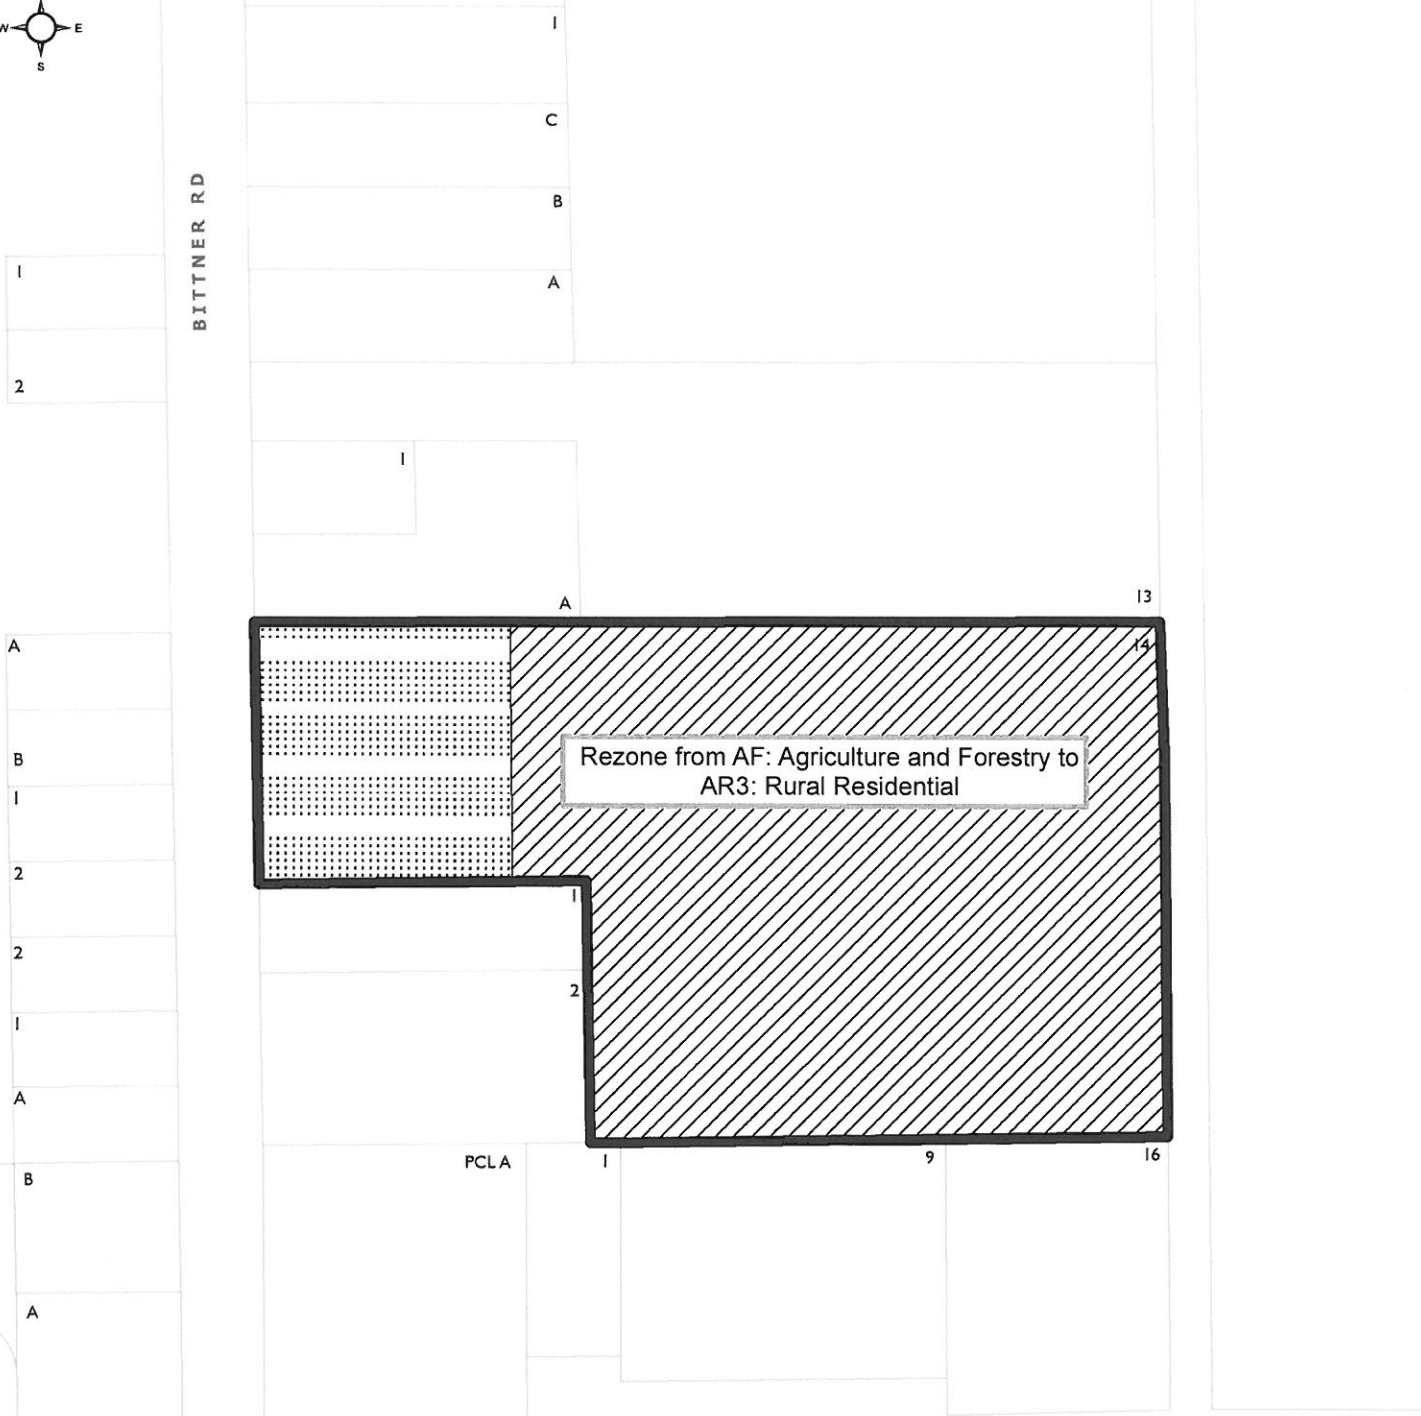 I
W E
S
C
BITTNER RD
B
I
A
2
I
A
13
A
14
B
Rezone from AF: Agriculture and Forestry to
AR3: Rural Residential
I
2
I
2
2
I
A
PCL A
I
9
16
B
A